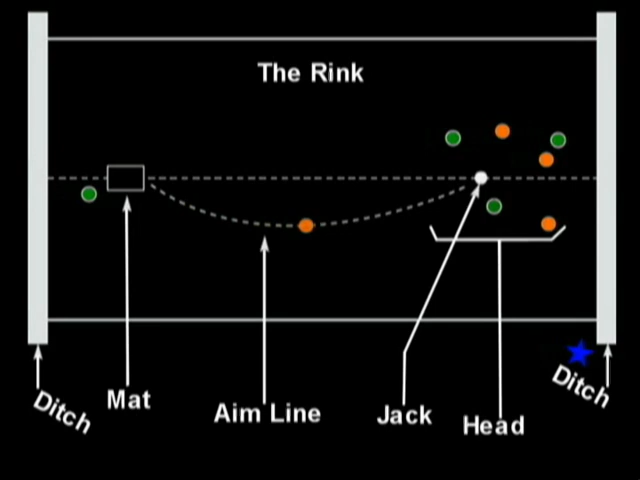 The Rink
Ditch
Mat
Aim Line
Jack
Head
Ditch